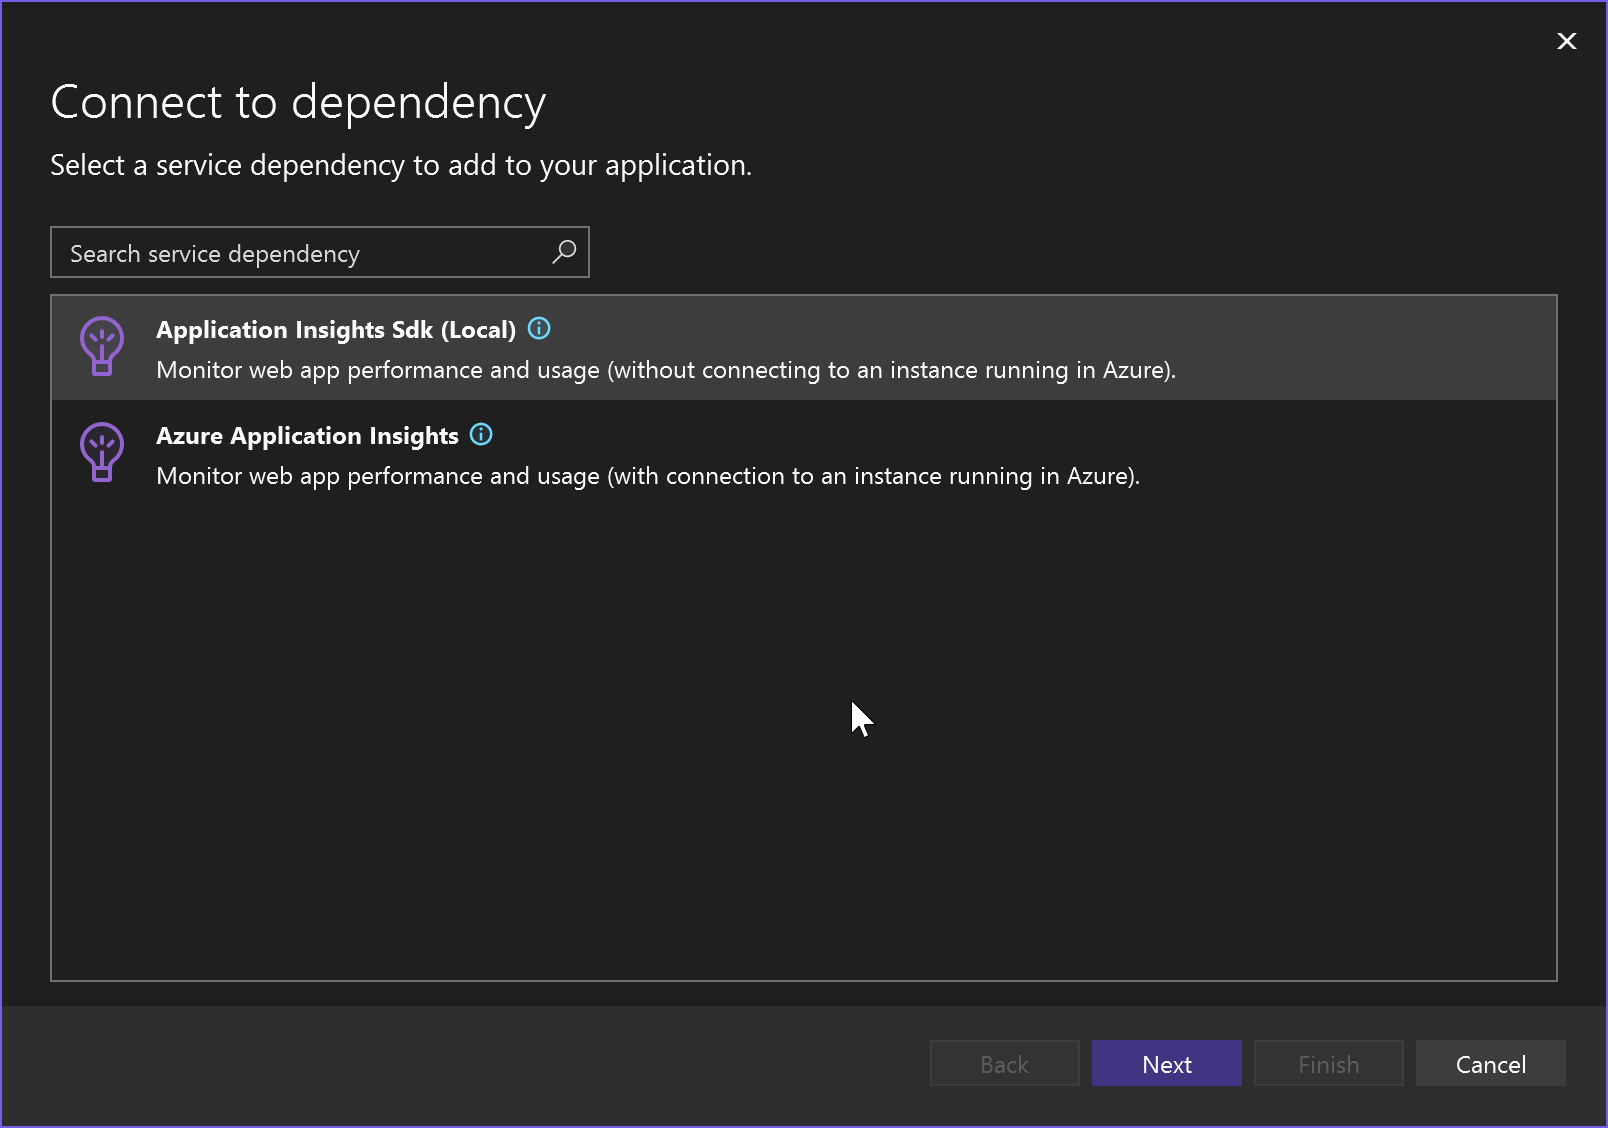 Connect to dependency
Select a service dependency to add to your application.
Search service dependency
Application Insights Sdk (Local)
Monitor web app performance and usage (without connecting to an instance running in Azure).
Azure Application Insights
Monitor web app performance and usage (with connection to an instance running in Azure).
Back Next Finish Cancel